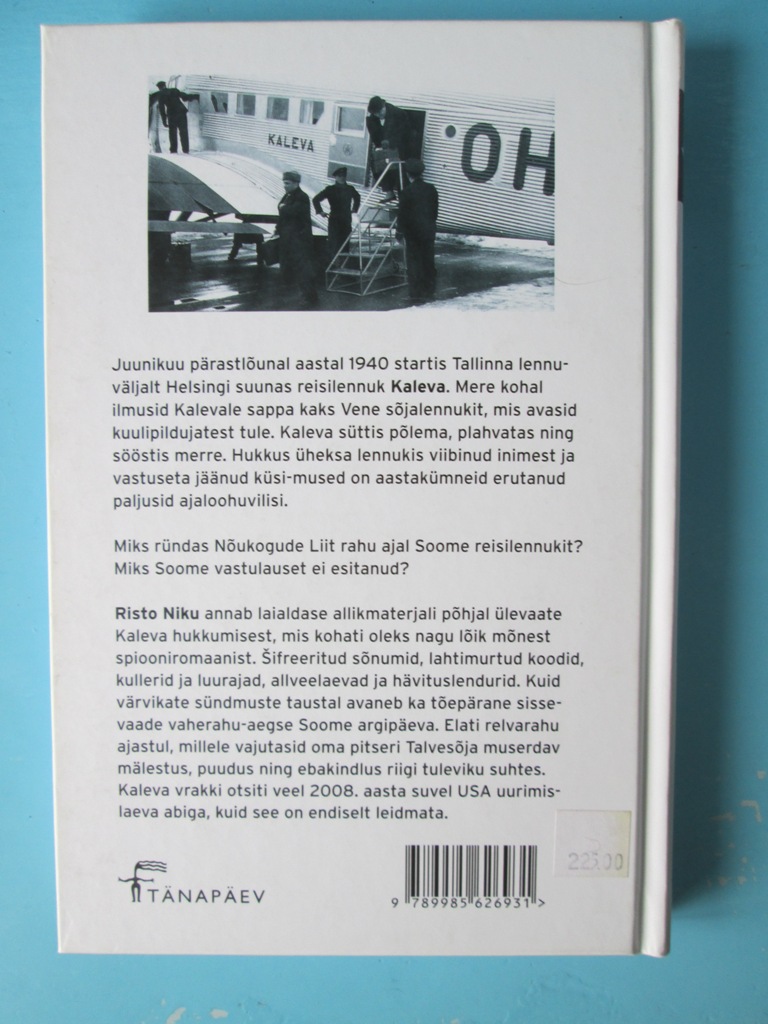 KALEVA
OH
Juunikuu pärastlõunal aastal 1940 startis Tallinna lennu-
väljalt Helsingi suunas reisilennuk Kaleva. Mere kohal
ilmusid Kalevale sappa kaks Vene sõjalennukit, mis avasid
kuulipildujatest tule. Kaleva süttis põlema, plahvatas ning
sööstis merre. Hukkus üheksa lennukis viibinud inimest ja
vastuseta jäänud küsi-mused on aastakümneid erutanud
paljusid ajaloohuvilisi.
Miks ründas Nõukogude Liit rahu ajal Soome reisilennukit?
Miks Soome vastulauset ei esitanud?
Risto Niku annab laialdase allikmaterjali põhjal ülevaate
Kaleva hukkumisest, mis kohati oleks nagu lõik mõnest
spiooniromaanist. Šifreeritud sõnumid, lahtimurtud koodid,
kullerid ja luurajad, allveelaevad ja hävituslendurid. Kuid
värvikate sündmuste taustal avaneb ka tõepärane sisse-
vaade vaherahu-aegse Soome argipäeva. Elati relvarahu
ajastul, millele vajutasid oma pitseri Talvesõja muserdav
mälestus, puudus ning ebakindlus riigi tuleviku suhtes.
Kaleva vrakki otsiti veel 2008. aasta suvel USA uurimis-
laeva abiga, kuid see on endiselt leidmata.
TÄNAPÄEV
9 789985 626931 >
225.00